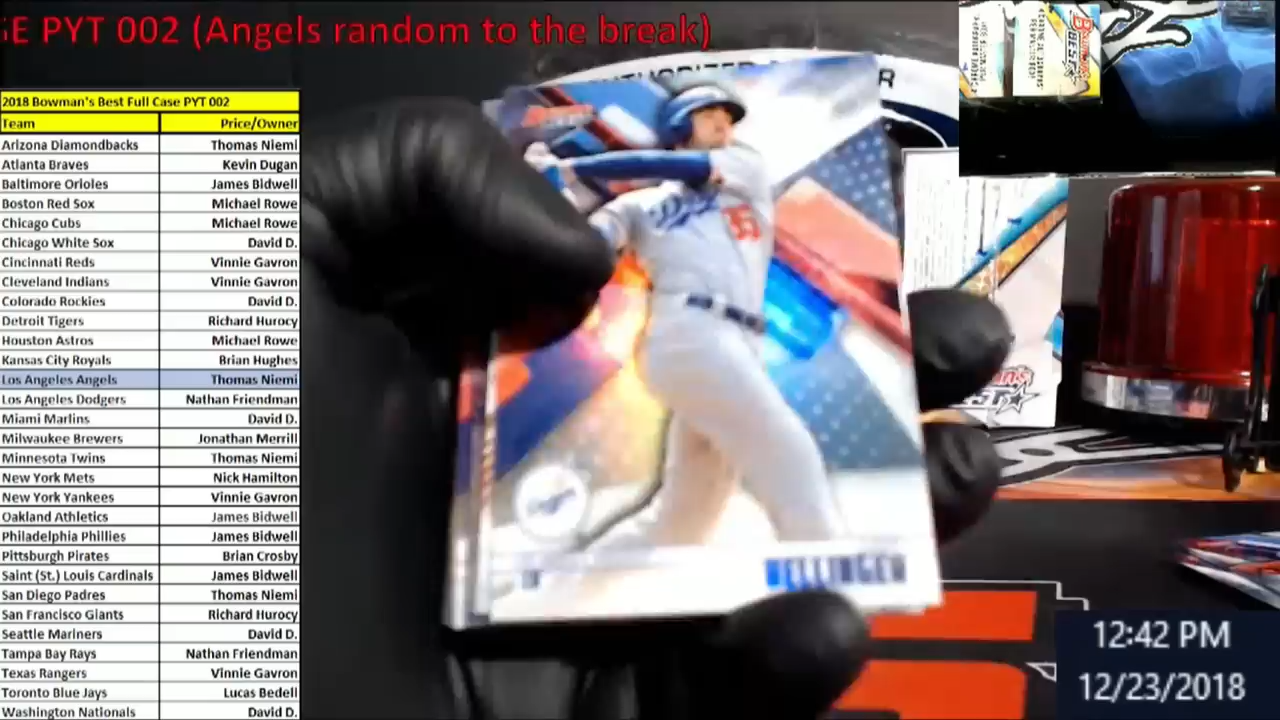 E PYT 002 (Angels random to the break)
2018 Bowman's Best Full Case PYT 002
Team Price/Owner
Arizona Diamondbacks Thomas Niemi
Atlanta Braves Kevin Dugan
Baltimore Orioles James Bidwell
Boston Red Sox Michael Rowe
Chicago Cubs Michael Rowe
Chicago White Sox David D.
Cincinnati Reds Vinnie Gavron
Cleveland Indians Vinnie Gavron
Colorado Rockies David D.
Detroit Tigers Richard Hurocy
Houston Astros Michael Rowe
Kansas City Royals Brian Hughes
Los Angeles Angels Thomas Niemi
Los Angeles Dodgers Nathan Friendman
Miami Marlins David D.
Milwaukee Brewers Jonathan Merrill
Minnesota Twins Thomas Niemi
New York Mets Nick Hamilton
New York Yankees Vinnie Gavron
Oakland Athletics James Bidwell
Philadelphia Phillies James Bidwell
Pittsburgh Pirates Brian Crosby
Saint (St.) Louis Cardinals James Bidwell
San Diego Padres Thomas Niemi
San Francisco Giants Richard Hurocy
Seattle Mariners David D.
Tampa Bay Rays Nathan Friendman
Texas Rangers Vinnie Gavron
Toronto Blue Jays Lucas Bedell
Washington Nationals David D.
35
BELLINGER
12:42 PM
12/23/2018